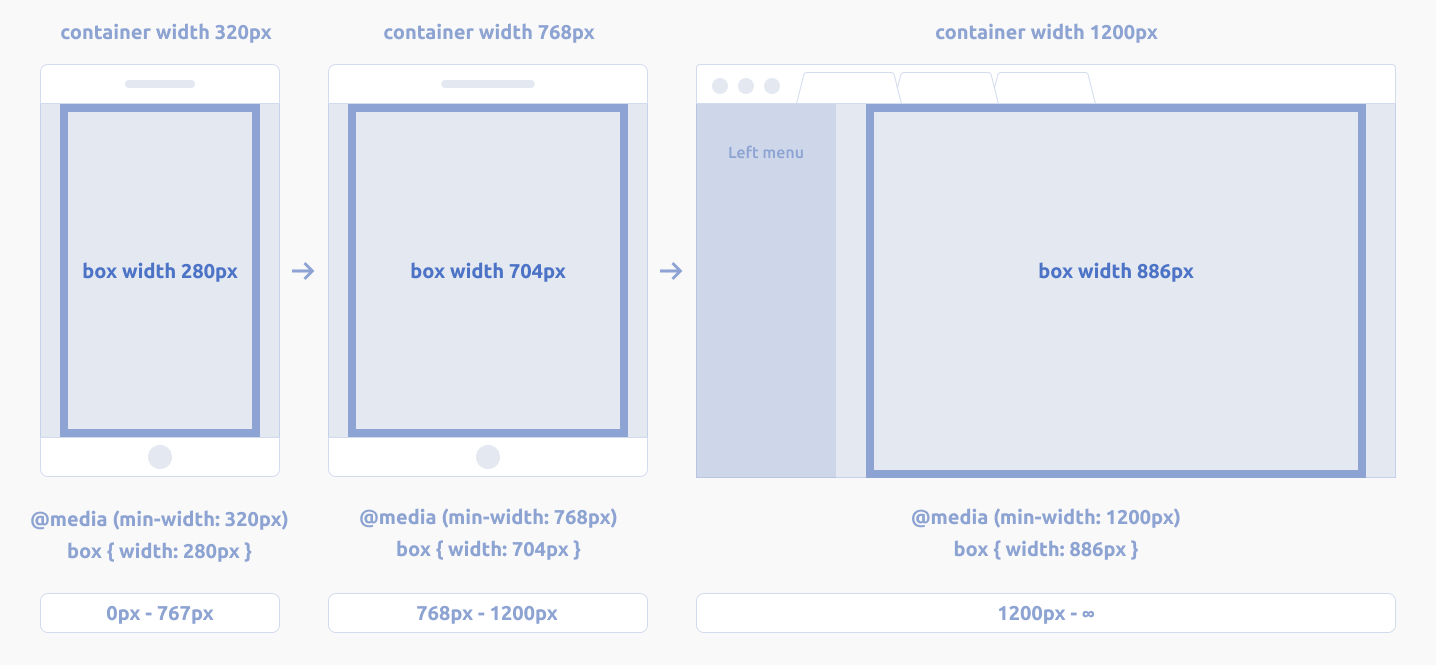 container width 320px
container width 768px
container width 1200px
Left menu
box width 280px
box width 704px
box width 886px
@media (min-width: 320px)
box { width: 280px }
@media (min-width: 768px)
box { width: 704px }
@media (min-width: 1200px)
box { width: 886px }
0px - 767px
768px - 1200px
1200px - ∞